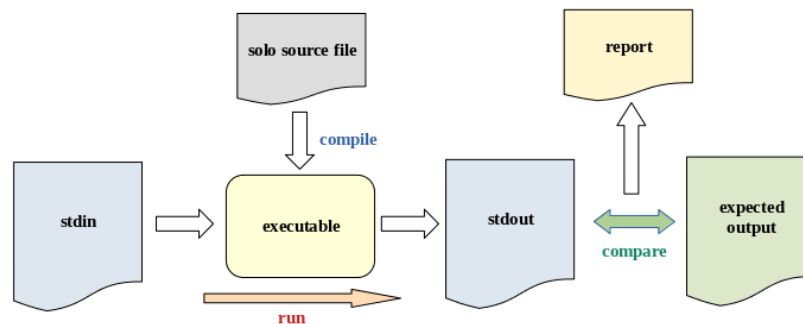 solo source file
report
compile
stdin
executable
stdout
expected
output
compare
run